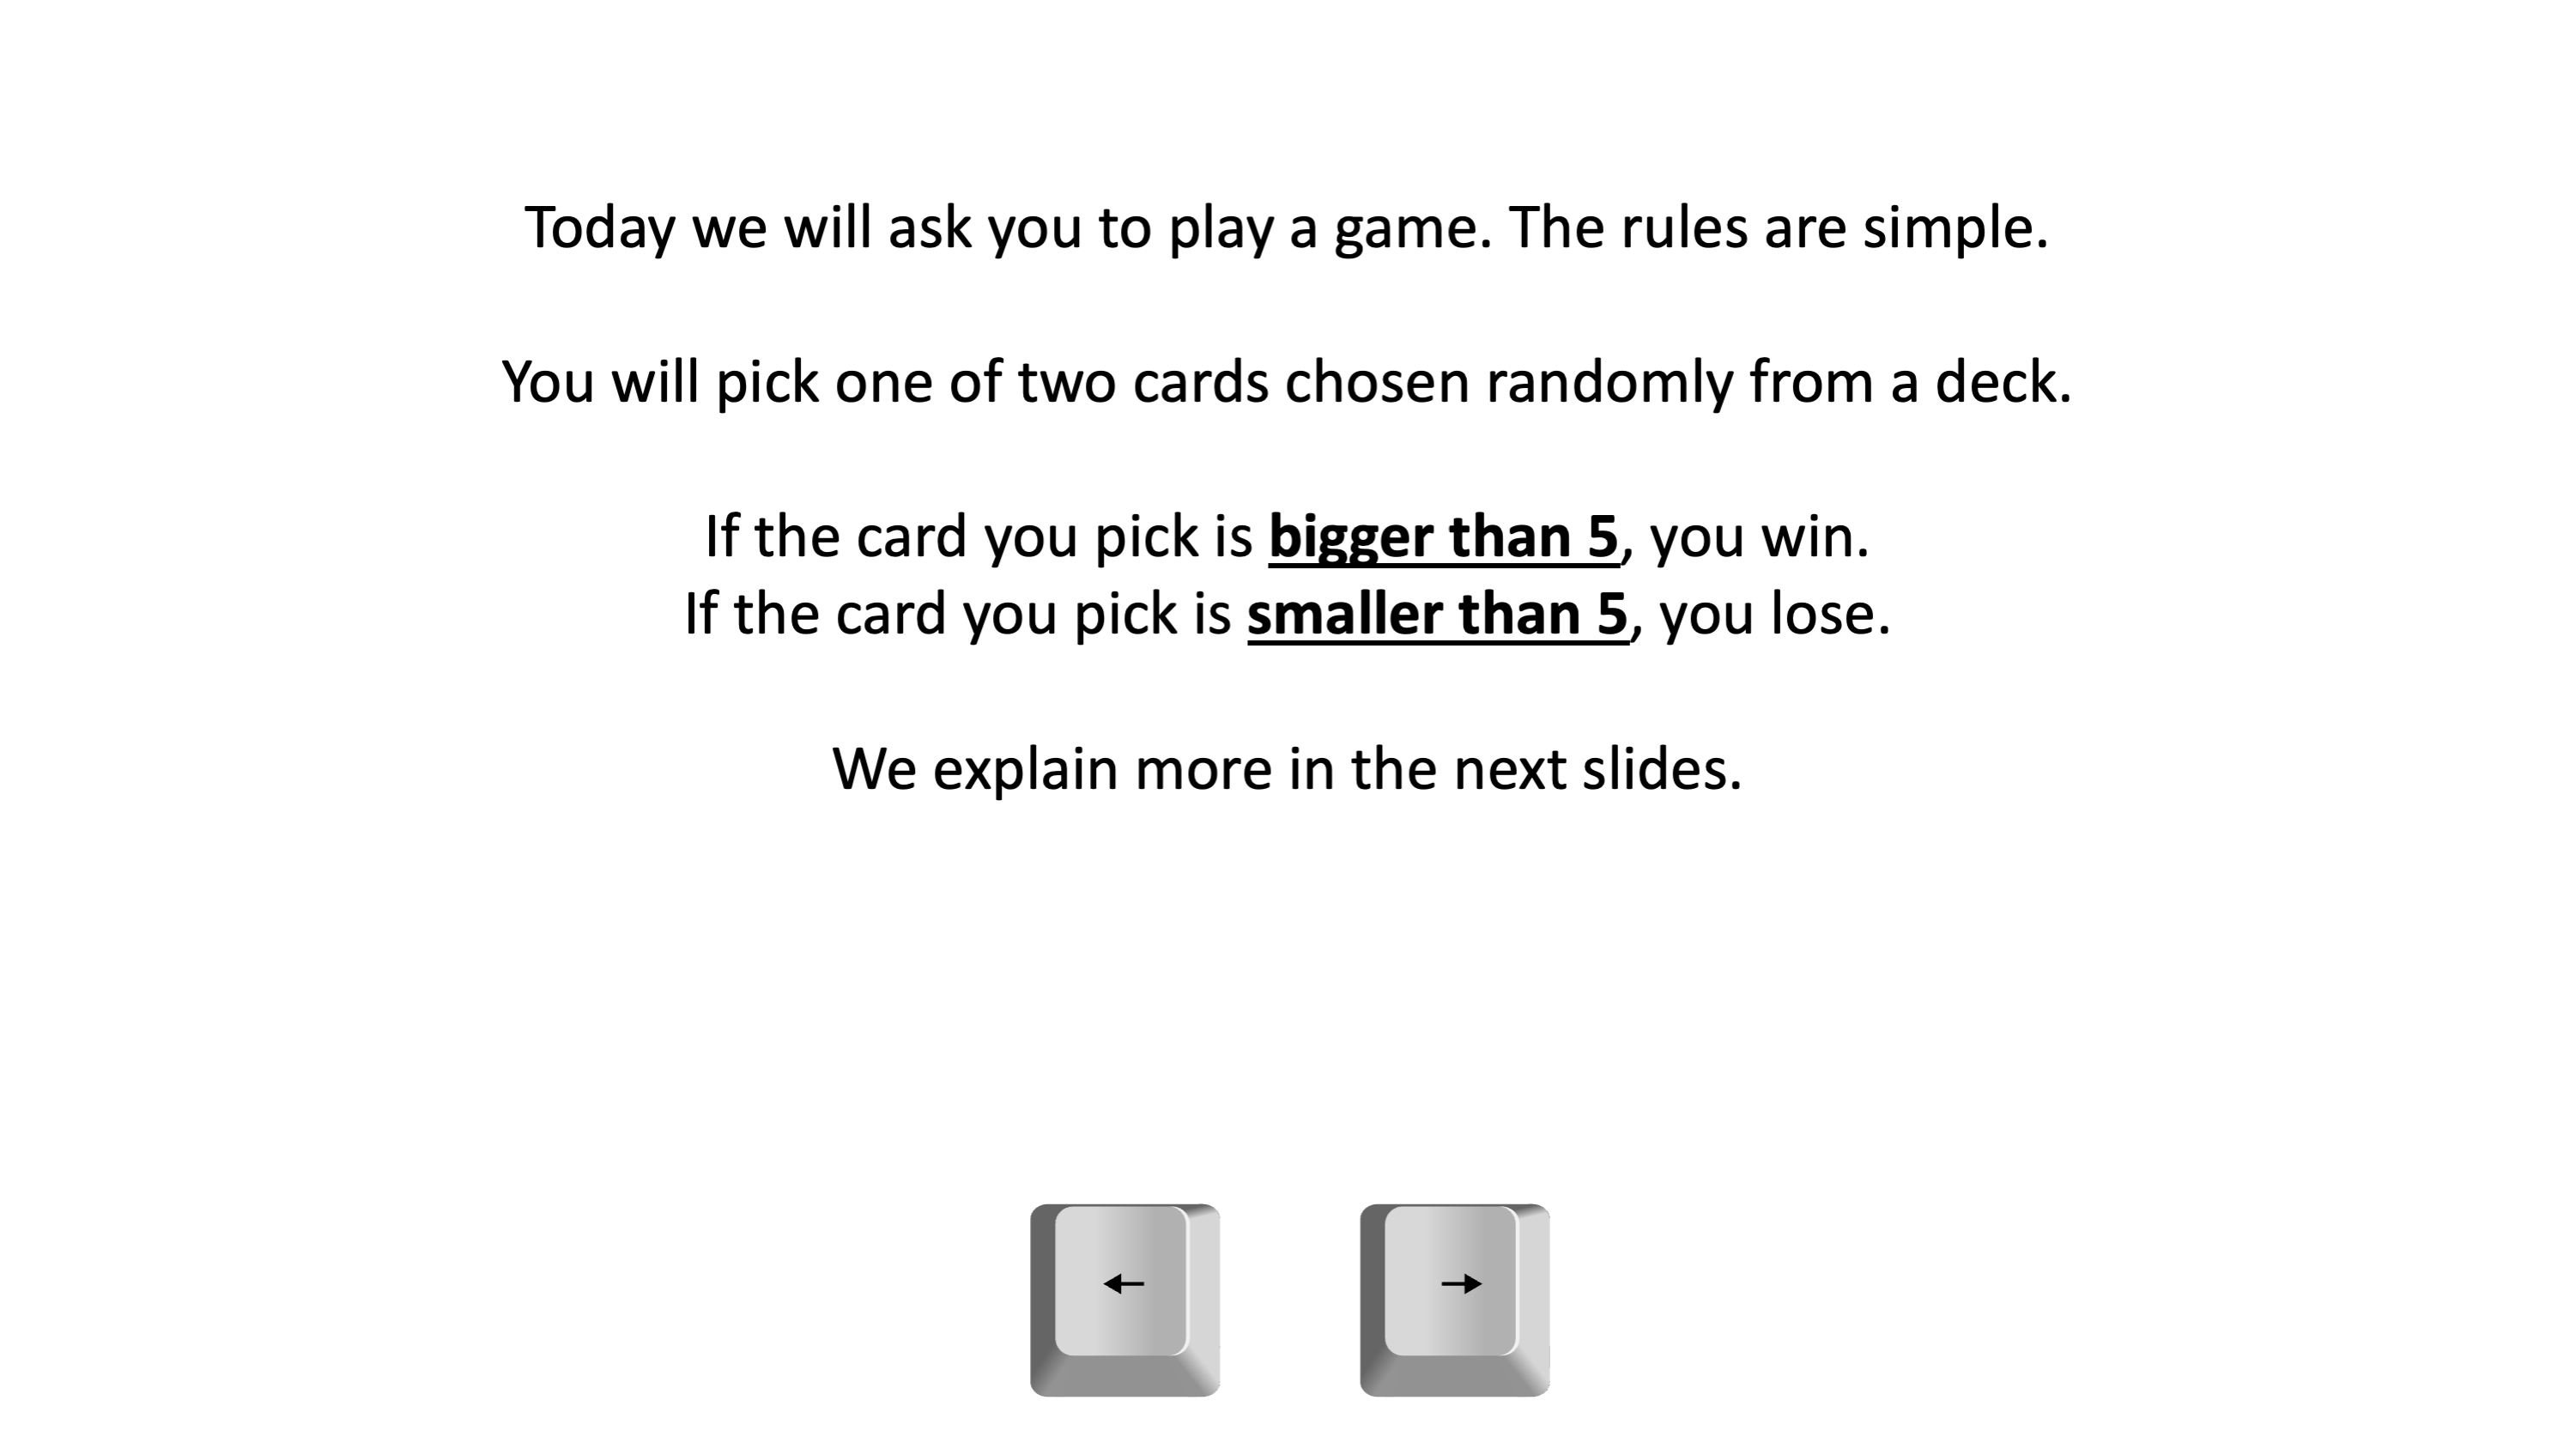 Today we will ask you to play a game. The rules are simple.
You will pick one of two cards chosen randomly from a deck.
If the card you pick is bigger than 5, you win.
If the card you pick is smaller than 5, you lose.
We explain more in the next slides.